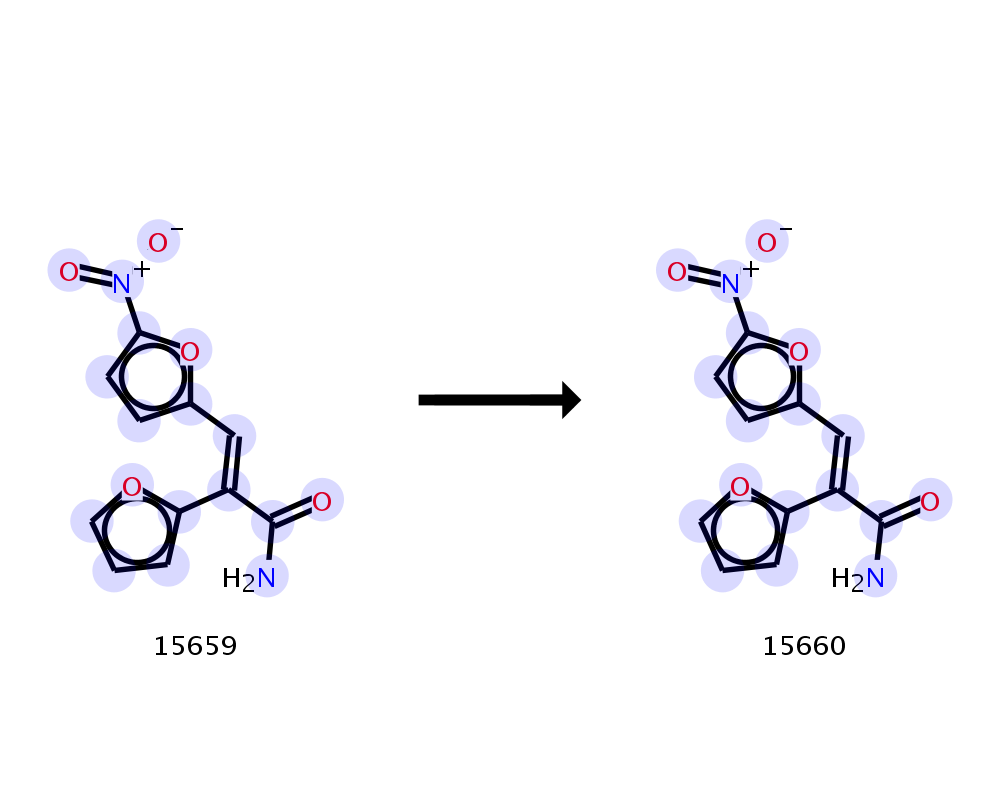 O⁻ O⁻
O N⁺ O N⁺
O O
O O O O
H₂N H₂N
15659 15660